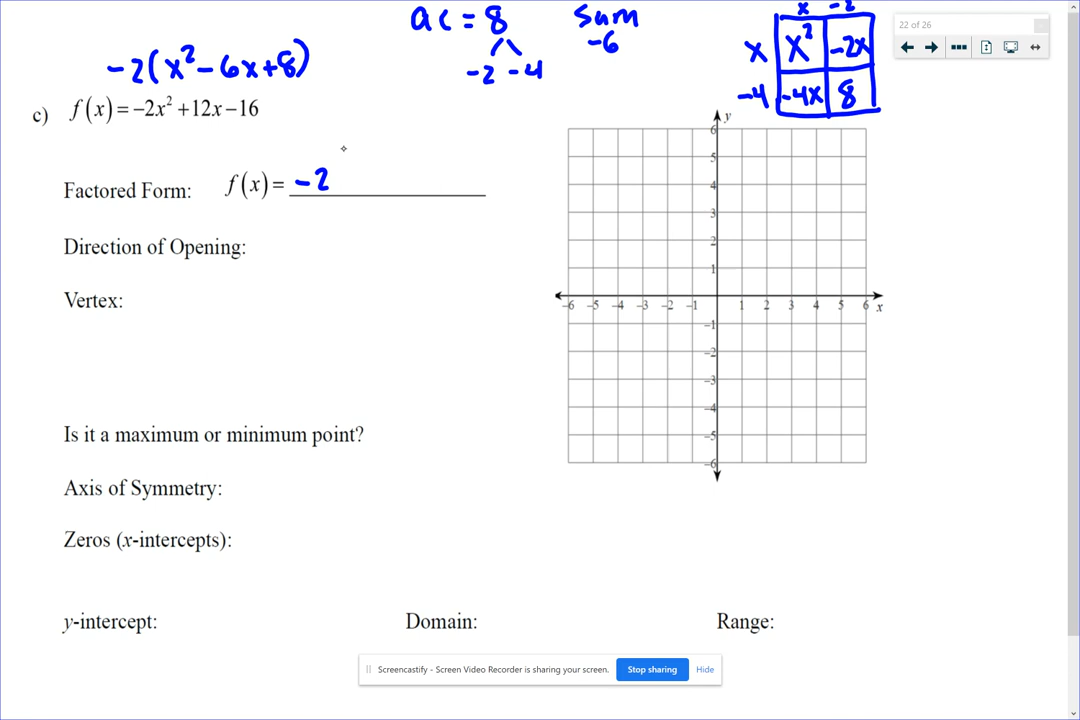 ac = 8 sum
-6
-2 -4
x -2
x x² -2x
-4 -4x 8
22 of 26
-2(x²-6x+8)
c) f(x)=-2x²+12x-16
Factored Form: f(x)= -2
Direction of Opening:
Vertex:
Is it a maximum or minimum point?
Axis of Symmetry:
Zeros (x-intercepts):
y-intercept: Domain: Range:
y
6
5
4
3
2
1
-6 -5 -4 -3 -2 -1 1 2 3 4 5 6 x
-1
-2
-3
-4
-5
-6
Screencastify - Screen Video Recorder is sharing your screen. Stop sharing Hide